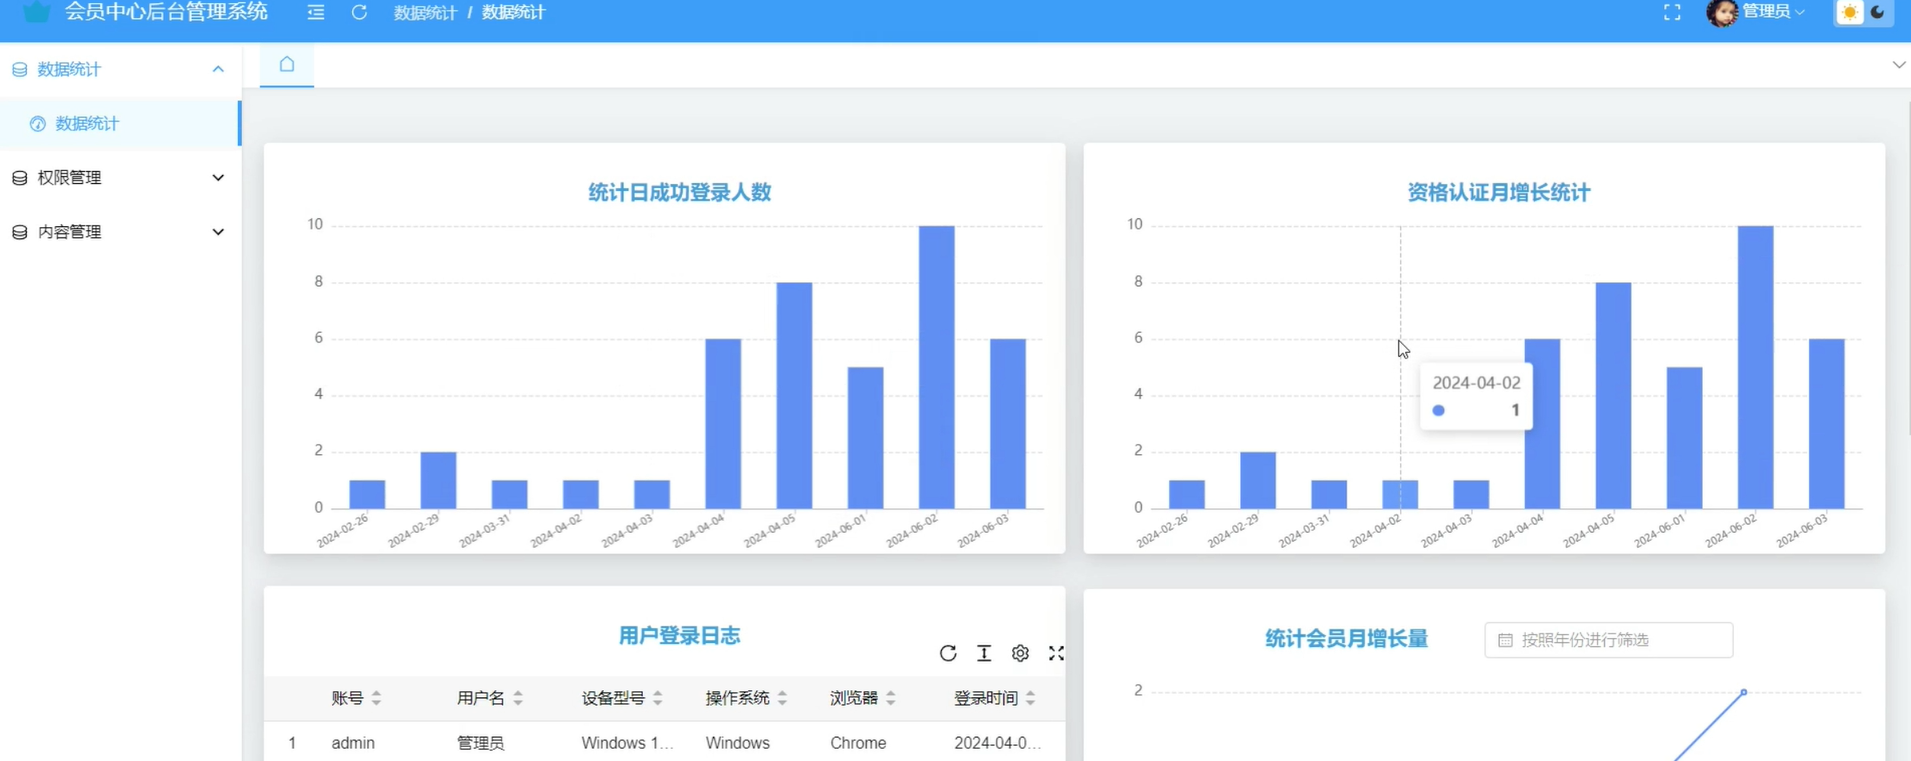 会员中心后台管理系统
数据统计 / 数据统计
管理员
数据统计
数据统计
权限管理
内容管理
统计日成功登录人数
10
8
6
4
2
0
2024-02-26
2024-02-29
2024-03-31
2024-04-02
2024-04-03
2024-04-04
2024-04-05
2024-06-01
2024-06-02
2024-06-03
资格认证月增长统计
10
8
6
4
2
0
2024-04-02
1
2024-02-26
2024-02-29
2024-03-31
2024-04-02
2024-04-03
2024-04-04
2024-04-05
2024-06-01
2024-06-02
2024-06-03
用户登录日志
账号 用户名 设备型号 操作系统 浏览器 登录时间
1 admin 管理员 Windows 1... Windows Chrome 2024-04-0...
统计会员月增长量
按照年份进行筛选
2